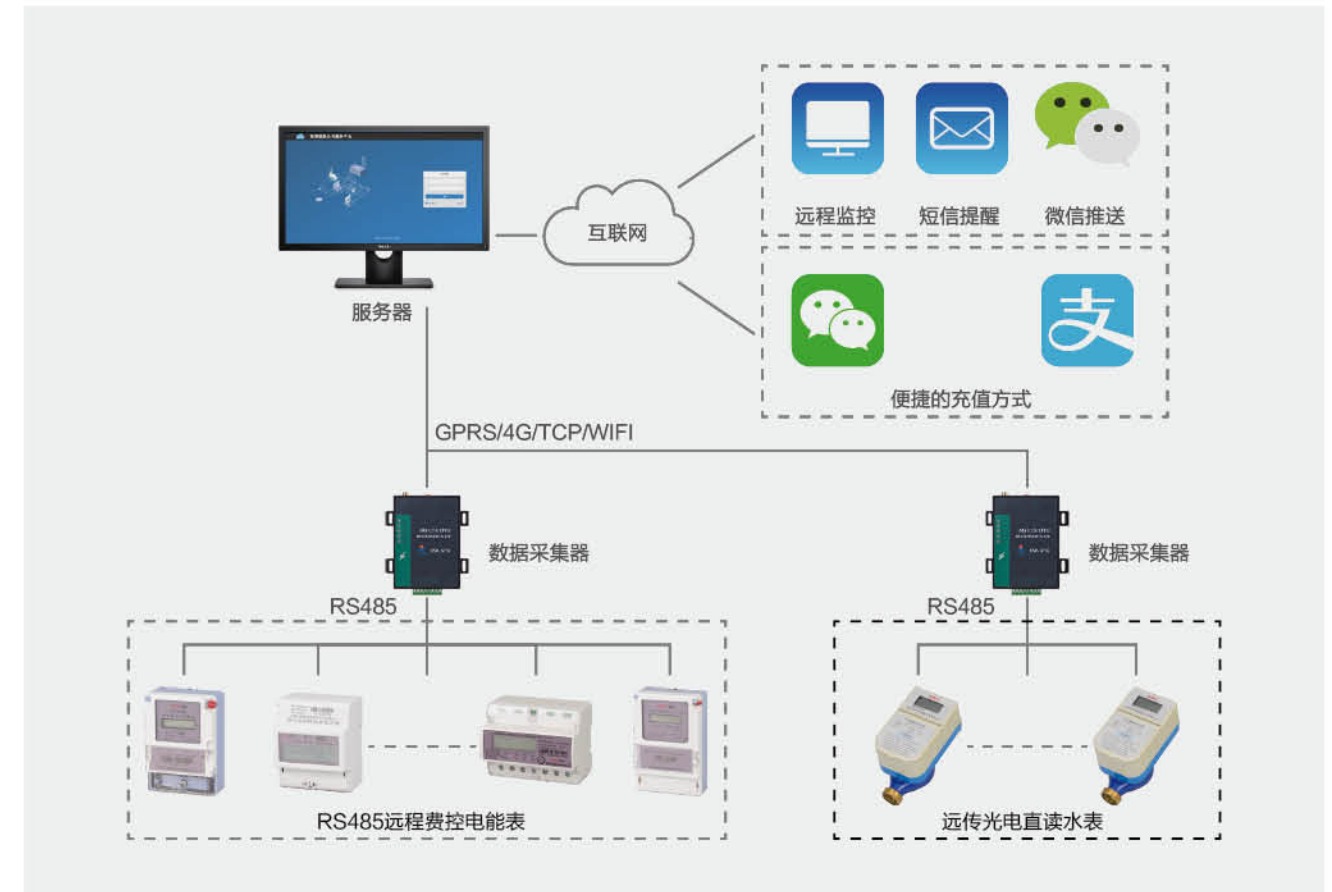 远程监控
短信提醒
微信推送
互联网
服务器
支
便捷的充值方式
GPRS/4G/TCP/WIFI
数据采集器
数据采集器
RS485
RS485
RS485远程费控电能表
远传光电直读水表